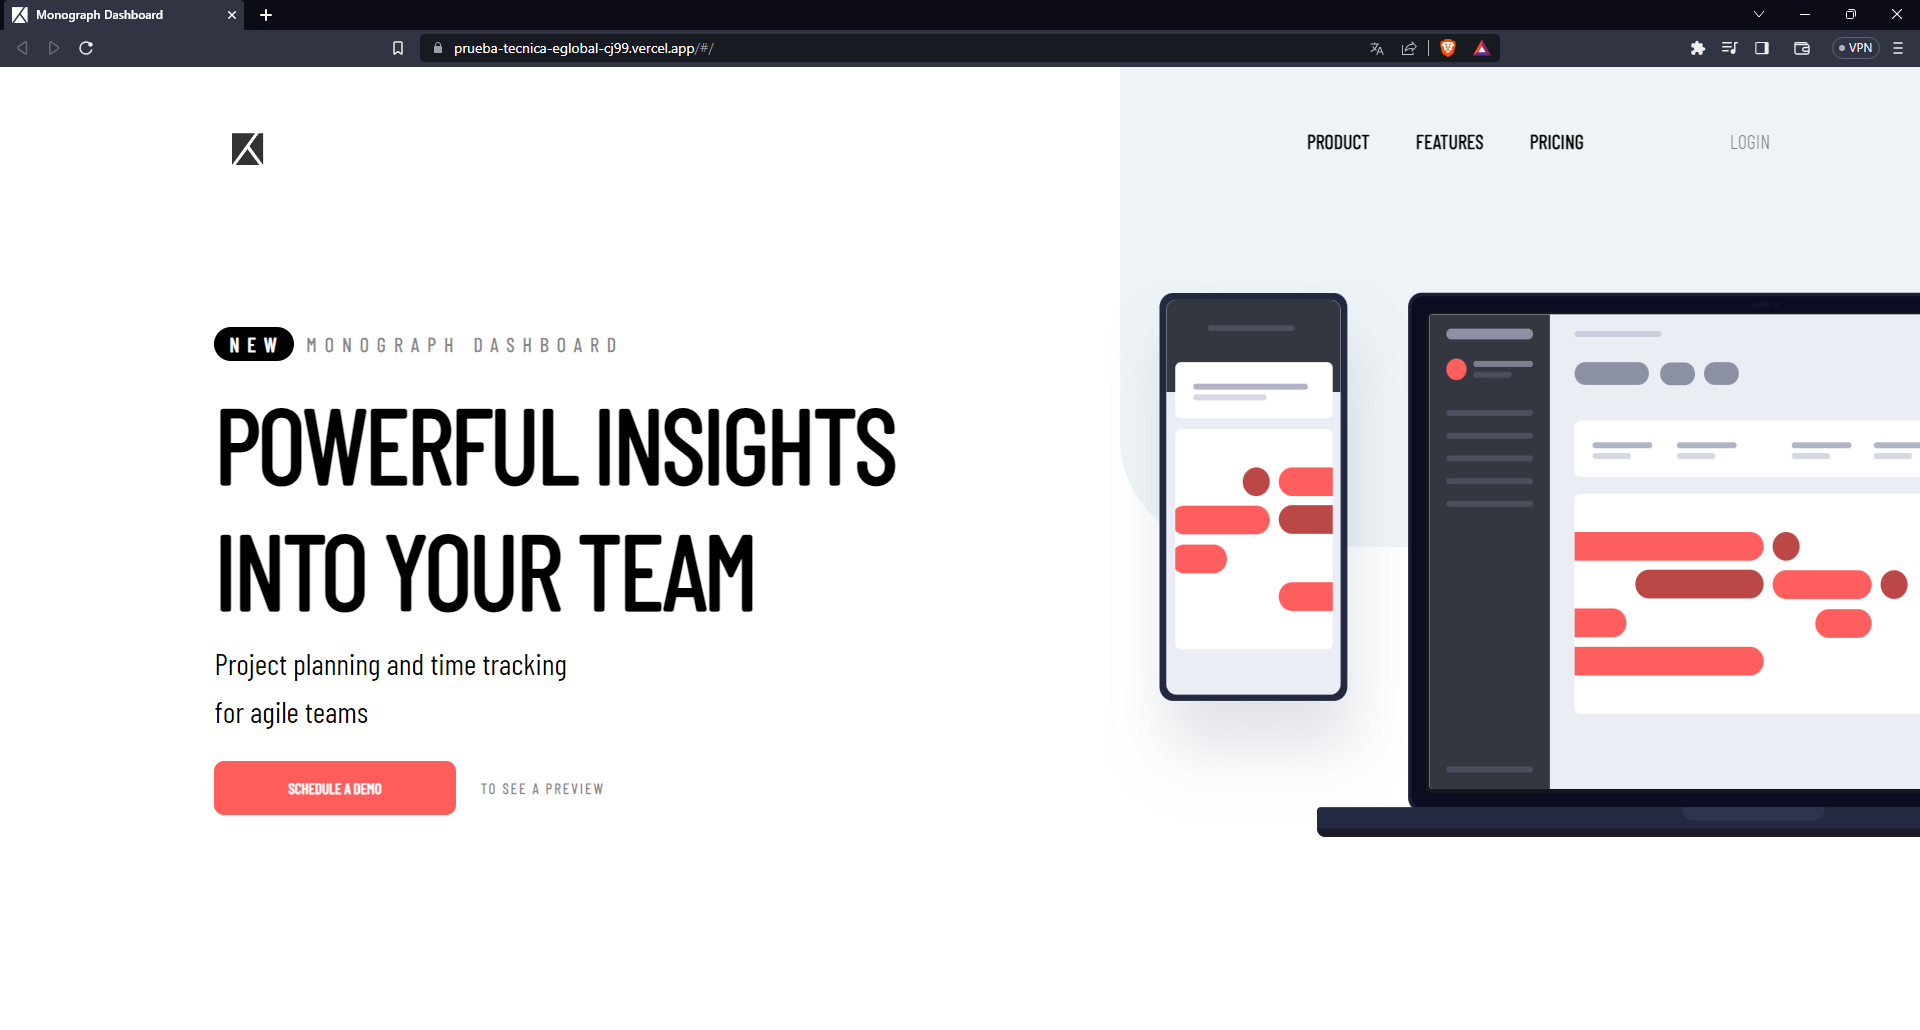 Monograph Dashboard
prueba-tecnica-eglobal-cj99.vercel.app/#/
VPN
PRODUCT FEATURES PRICING LOGIN
NEW MONOGRAPH DASHBOARD
POWERFUL INSIGHTS
INTO YOUR TEAM
Project planning and time tracking
for agile teams
SCHEDULE A DEMO TO SEE A PREVIEW